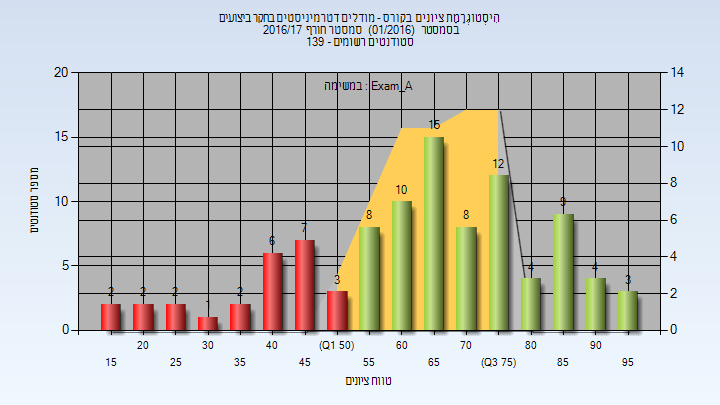 היסטוגרמת ציונים בקורס - מודלים דטרמיניסטים בחקר ביצועים
בסמסטר (01/2016) סמסטר חורף 2016/17
סטודנטים רשומים - 139
במשימה : Exam_A
מספר סטודנטים
20
15
10
5
0
14
12
10
8
6
4
2
0
2 2 2 1 2 6 7 3 8 10 15 8 12 4 9 4 3
20 30 40 (Q1 50) 60 70 80 90
15 25 35 45 55 65 (Q3 75) 85 95
טווח ציונים